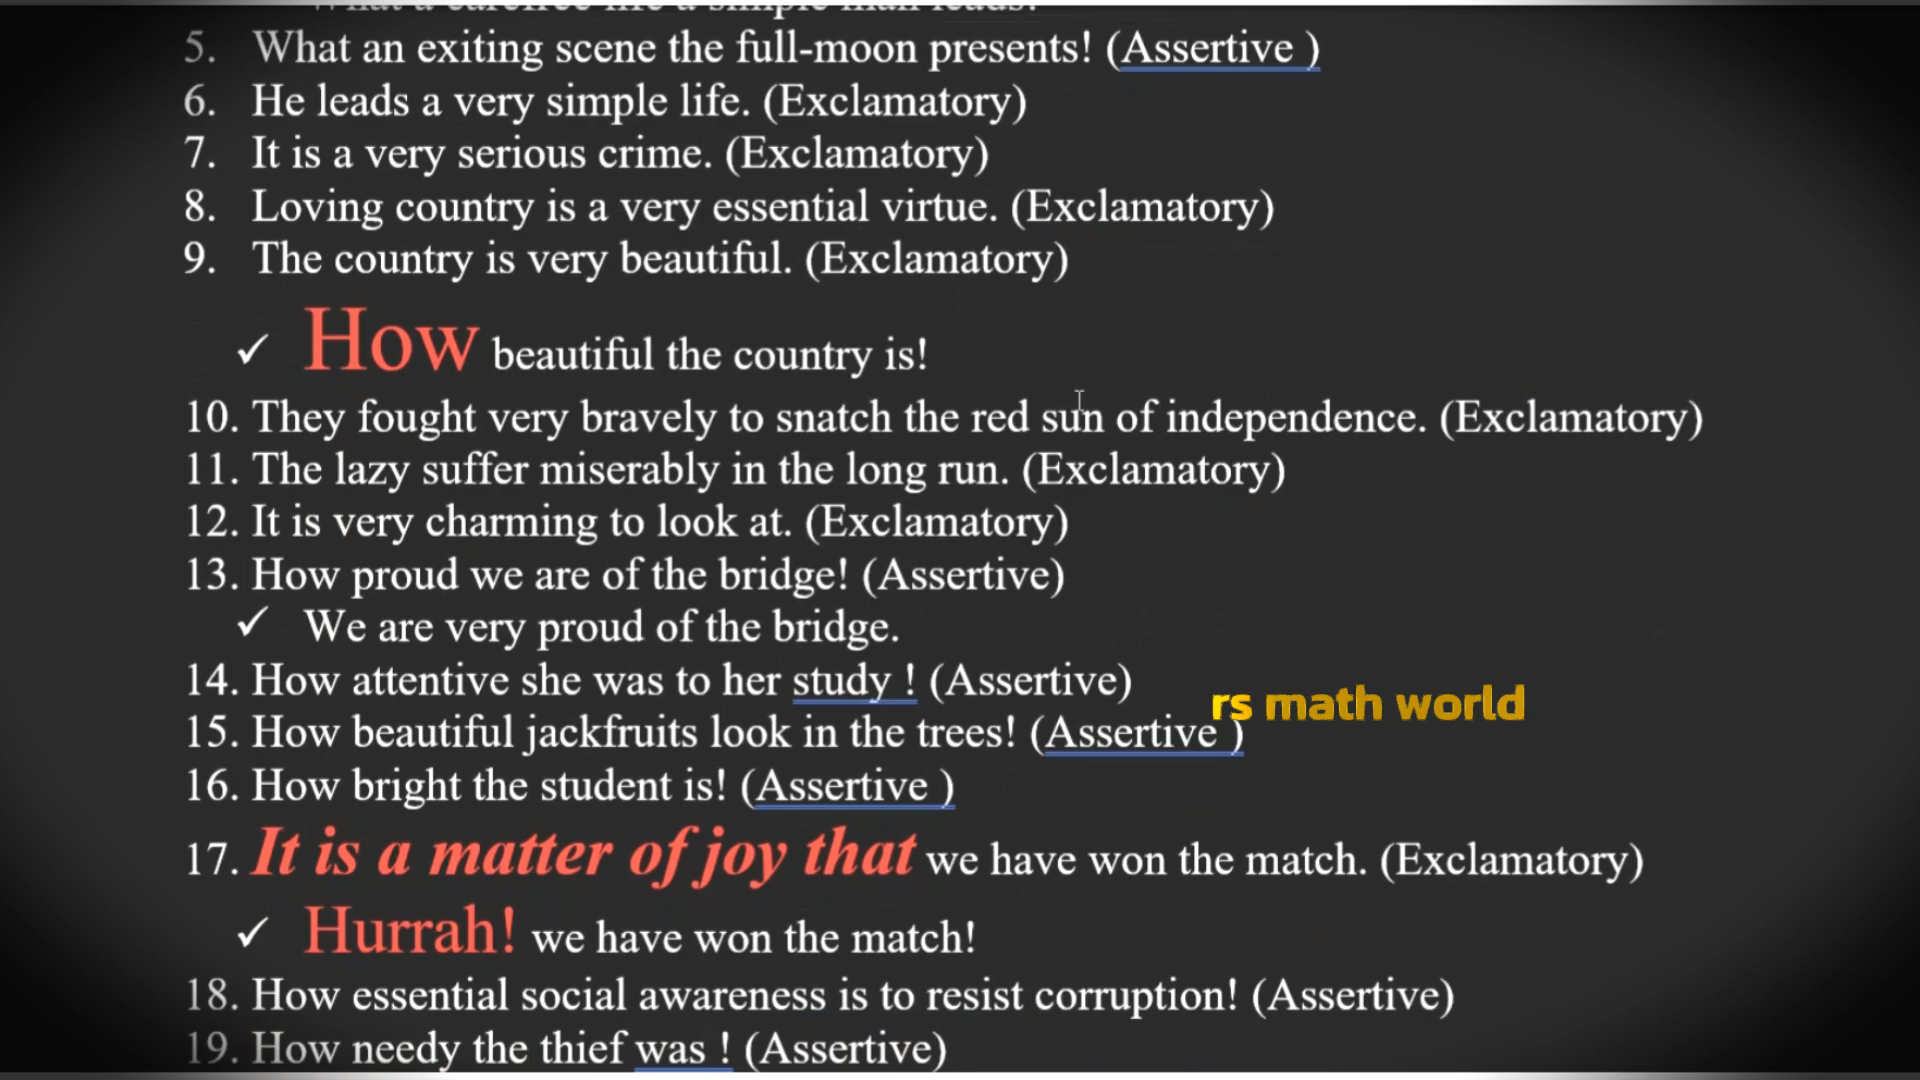 What a carefree life a simple man leads!
5. What an exiting scene the full-moon presents! (Assertive )
6. He leads a very simple life. (Exclamatory)
7. It is a very serious crime. (Exclamatory)
8. Loving country is a very essential virtue. (Exclamatory)
9. The country is very beautiful. (Exclamatory)
✓ How beautiful the country is!
10. They fought very bravely to snatch the red sun of independence. (Exclamatory)
11. The lazy suffer miserably in the long run. (Exclamatory)
12. It is very charming to look at. (Exclamatory)
13. How proud we are of the bridge! (Assertive)
✓ We are very proud of the bridge.
14. How attentive she was to her study ! (Assertive)
rs math world
15. How beautiful jackfruits look in the trees! (Assertive )
16. How bright the student is! (Assertive )
17. It is a matter of joy that we have won the match. (Exclamatory)
✓ Hurrah! we have won the match!
18. How essential social awareness is to resist corruption! (Assertive)
19. How needy the thief was ! (Assertive)